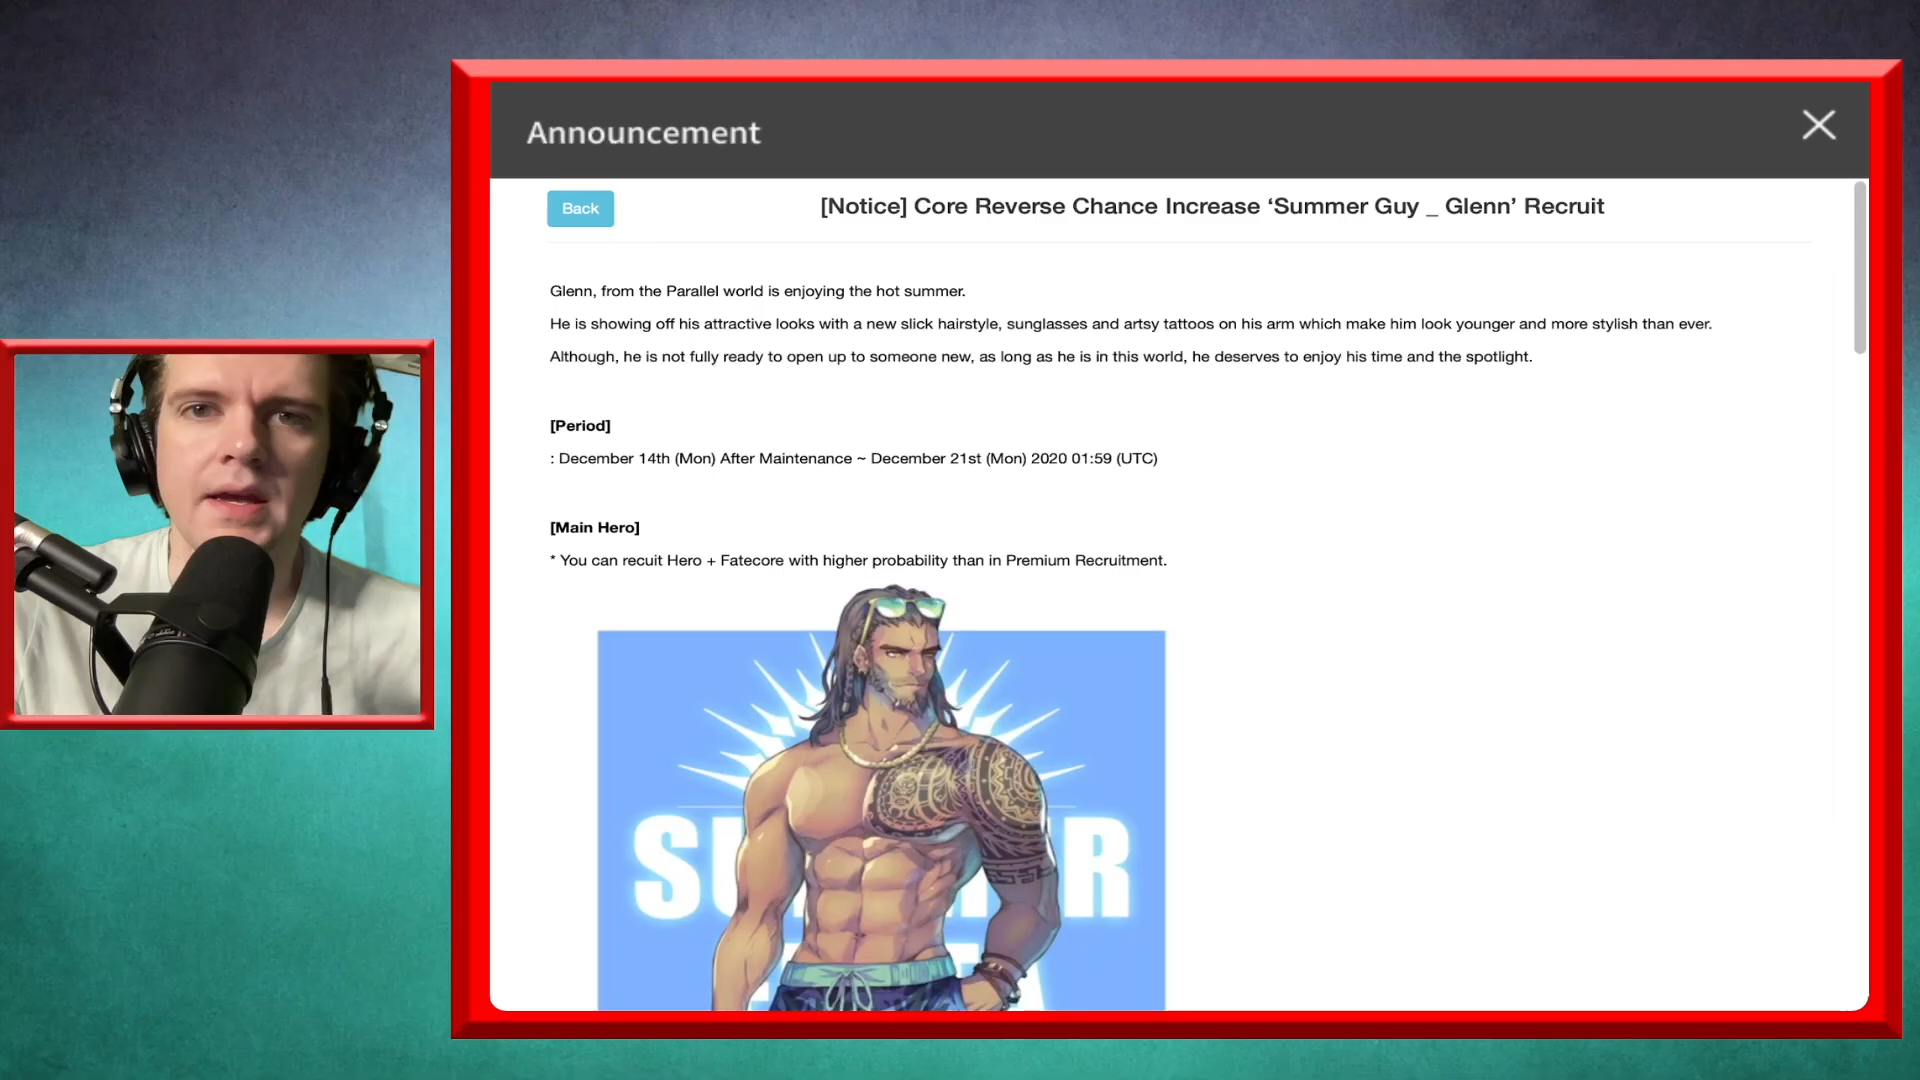 Announcement
Back
[Notice] Core Reverse Chance Increase ‘Summer Guy _ Glenn’ Recruit
Glenn, from the Parallel world is enjoying the hot summer.
He is showing off his attractive looks with a new slick hairstyle, sunglasses and artsy tattoos on his arm which make him look younger and more stylish than ever.
Although, he is not fully ready to open up to someone new, as long as he is in this world, he deserves to enjoy his time and the spotlight.
[Period]
: December 14th (Mon) After Maintenance ~ December 21st (Mon) 2020 01:59 (UTC)
[Main Hero]
* You can recuit Hero + Fatecore with higher probability than in Premium Recruitment.